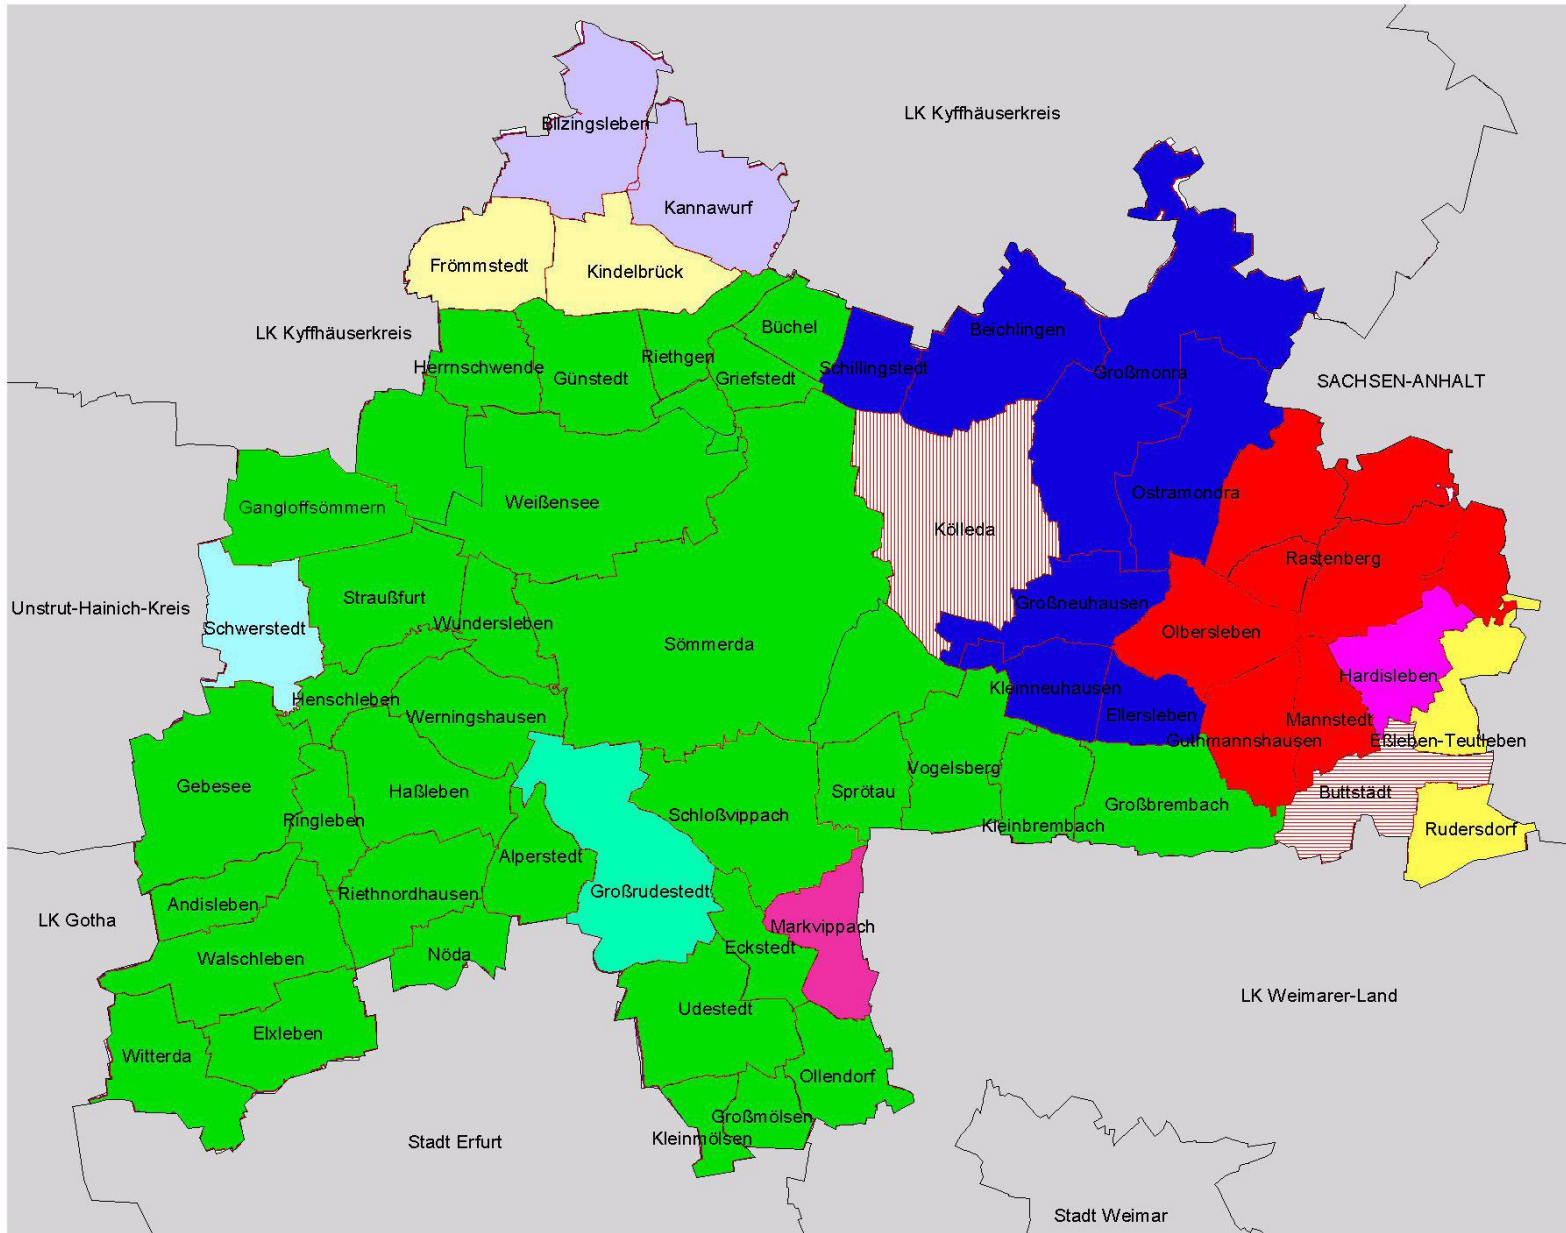 LK Kyffhäuserkreis
Bilzingsleben
Kannawurf
Frömmstedt
Kindelbrück
LK Kyffhäuserkreis
Büchel
Beichlingen
Riethgen
Herrnschwende
Günstedt
Griefstedt
Schillingstedt
Großmonra
SACHSEN-ANHALT
Gangloffsömmern
Weißensee
Ostramondra
Kölleda
Rastenberg
Unstrut-Hainich-Kreis
Straußfurt
Schwerstedt
Wundersleben
Großneuhausen
Sömmerda
Olbersleben
Hardisleben
Henschleben
Kleinneuhausen
Werningshausen
Ellersleben
Mannstedt
Guthmannshausen
Eßleben-Teutleben
Gebesee
Haßleben
Vogelsberg
Sprötau
Buttstädt
Großbrembach
Ringleben
Schloßvippach
Kleinbrembach
Rudersdorf
Alperstedt
Riethnordhausen
Großrudestedt
Andisleben
LK Gotha
Markvippach
Eckstedt
Nöda
Walschleben
LK Weimarer-Land
Udestedt
Elxleben
Witterda
Ollendorf
Großmölsen
Kleinmölsen
Stadt Erfurt
Stadt Weimar